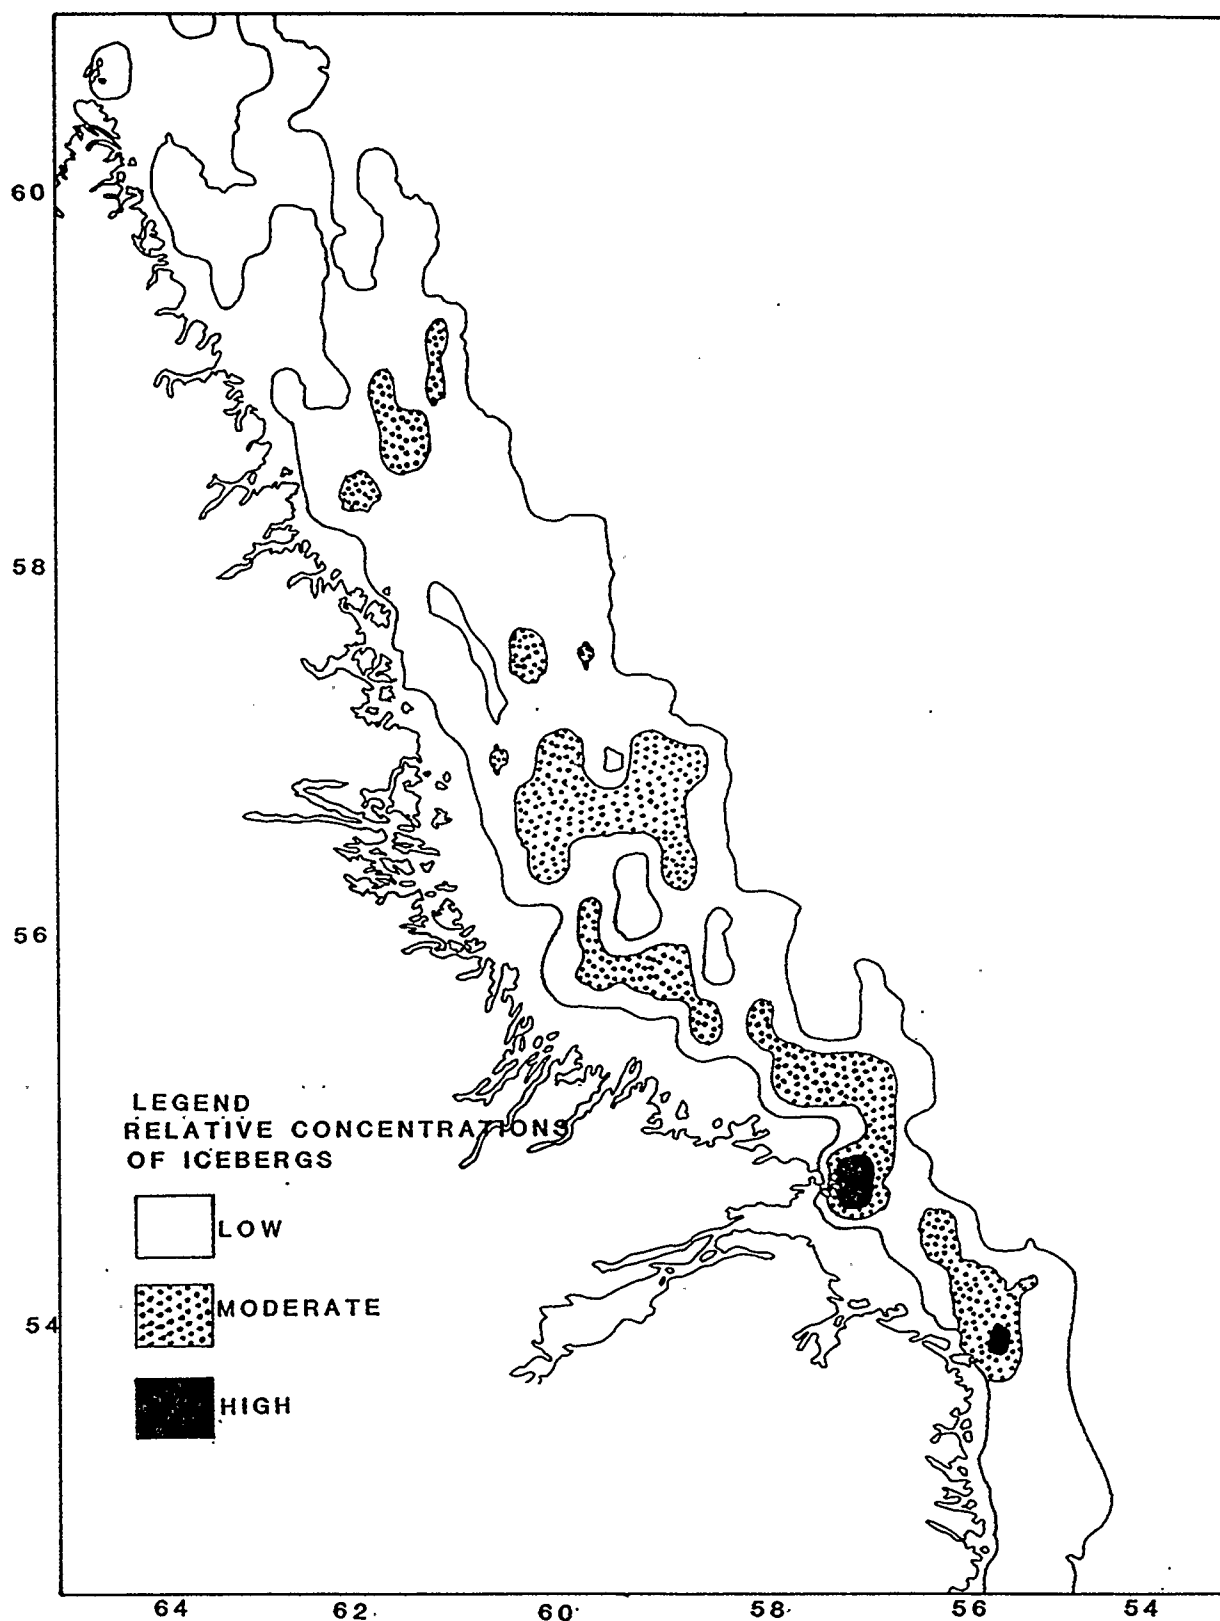 60
58
56
54
LEGEND
RELATIVE CONCENTRATIONS
OF ICEBERGS
LOW
MODERATE
HIGH
64 62 60 58 56 54